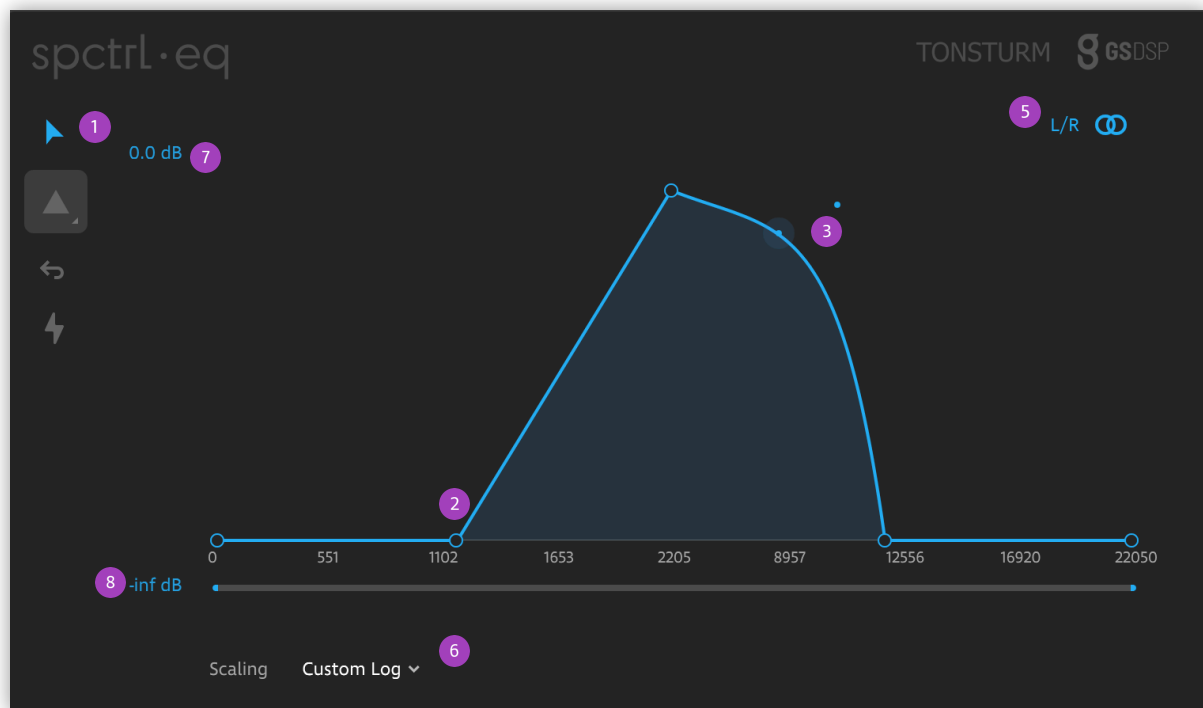 spctrl·eq
TONSTURM GSDSP
1
5
L/R
0.0 dB
7
3
2
0 551 1102 1653 2205 8957 12556 16920 22050
8
-inf dB
6
Scaling Custom Log